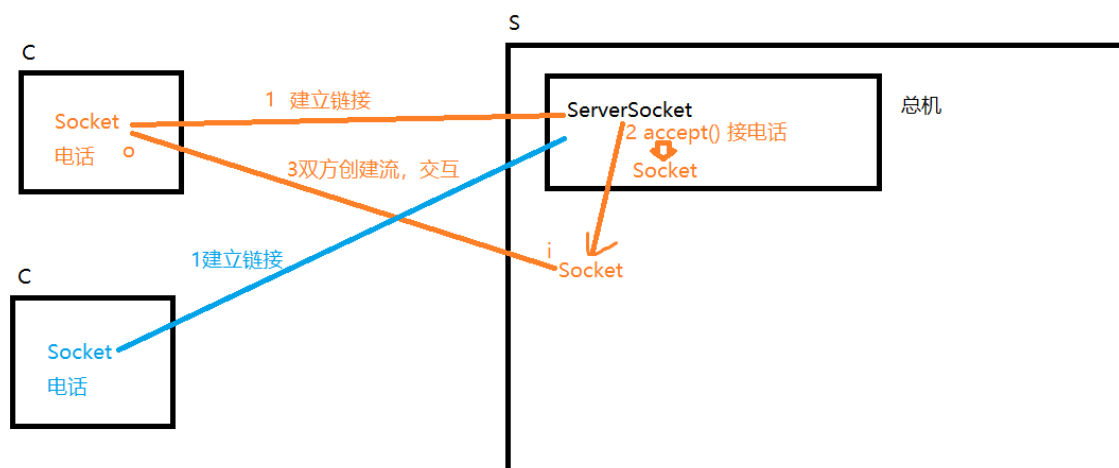 S
C
ServerSocket
总机
1 建立链接
Socket
2 accept() 接电话
电话
o
3双方创建流，交互
Socket
i
Socket
1建立链接
C
Socket
电话